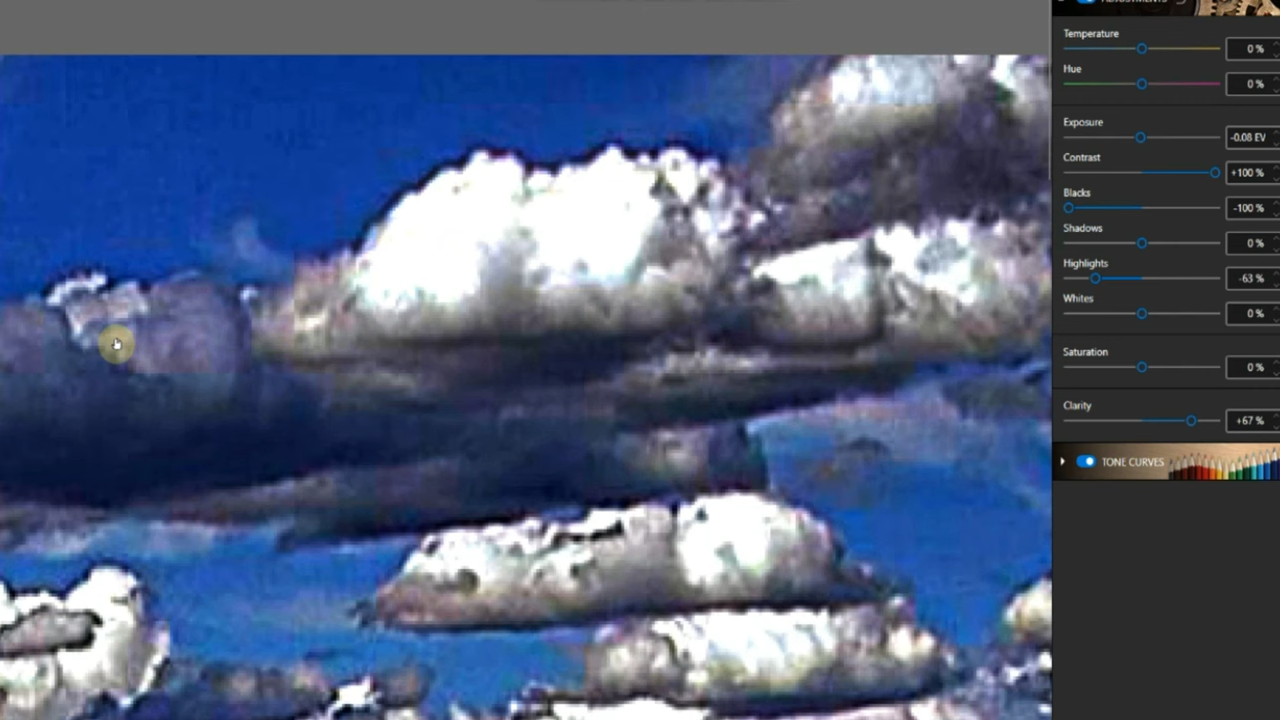 ADJUSTMENTS
Temperature
0 %
Hue
0 %
Exposure
-0.08 EV
Contrast
+100 %
Blacks
-100 %
Shadows
0 %
Highlights
-63 %
Whites
0 %
Saturation
0 %
Clarity
+67 %
TONE CURVES